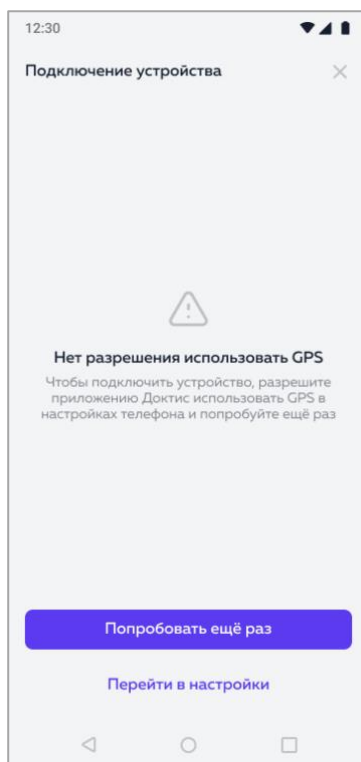 12:30
Подключение устройства
Нет разрешения использовать GPS
Чтобы подключить устройство, разрешите
приложению Доктис использовать GPS в
настройках телефона и попробуйте ещё раз
Попробовать ещё раз
Перейти в настройки